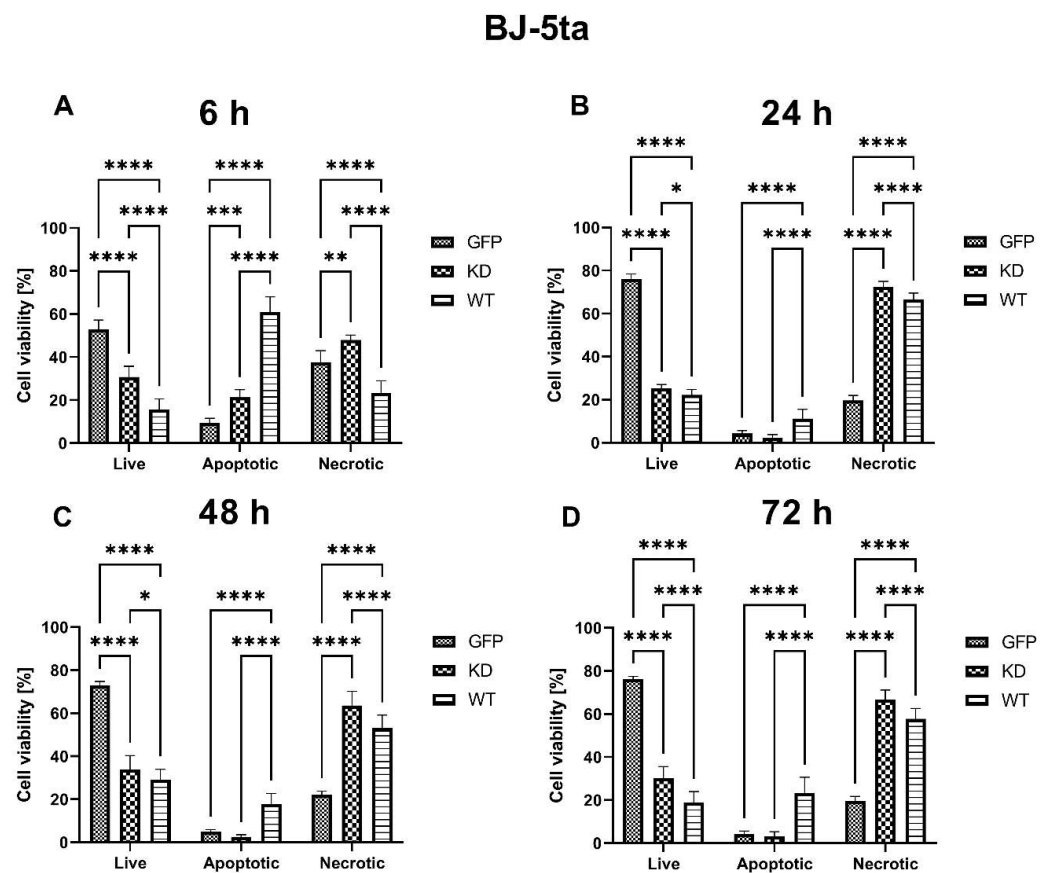 BJ-5ta
A 6 h
**** ****
**** *** ****
**** **** **
Cell viability [%]
100
80
60
40
20
0
Live Apoptotic Necrotic
GFP
KD
WT
B 24 h
**** ****
* **** ****
**** **** ****
Cell viability [%]
100
80
60
40
20
0
Live Apoptotic Necrotic
GFP
KD
WT
C 48 h
**** ****
* **** ****
**** **** ****
Cell viability [%]
100
80
60
40
20
0
Live Apoptotic Necrotic
GFP
KD
WT
D 72 h
**** ****
**** **** ****
**** **** ****
Cell viability [%]
100
80
60
40
20
0
Live Apoptotic Necrotic
GFP
KD
WT